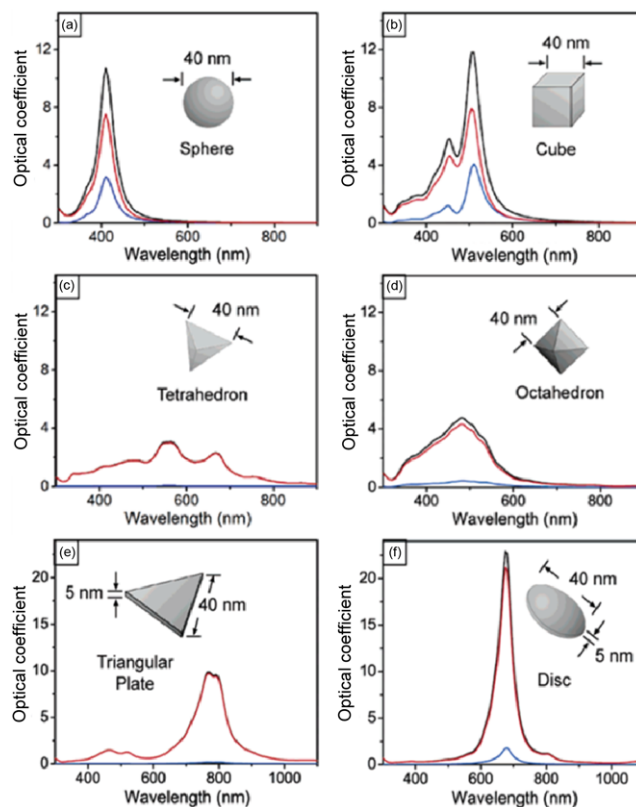 (a)
40 nm
Sphere
Optical coefficient
12
8
4
0
400
600
800
Wavelength (nm)
(b)
40 nm
Cube
Optical coefficient
12
8
4
0
400
600
800
Wavelength (nm)
(c)
40 nm
Tetrahedron
Optical coefficient
12
8
4
0
400
600
800
Wavelength (nm)
(d)
40 nm
Octahedron
Optical coefficient
12
8
4
0
400
600
800
Wavelength (nm)
(e)
5 nm
40 nm
Triangular
Plate
Optical coefficient
20
15
10
5
0
400
600
800
1000
Wavelength (nm)
(f)
40 nm
5 nm
Disc
Optical coefficient
20
15
10
5
0
400
600
800
1000
Wavelength (nm)